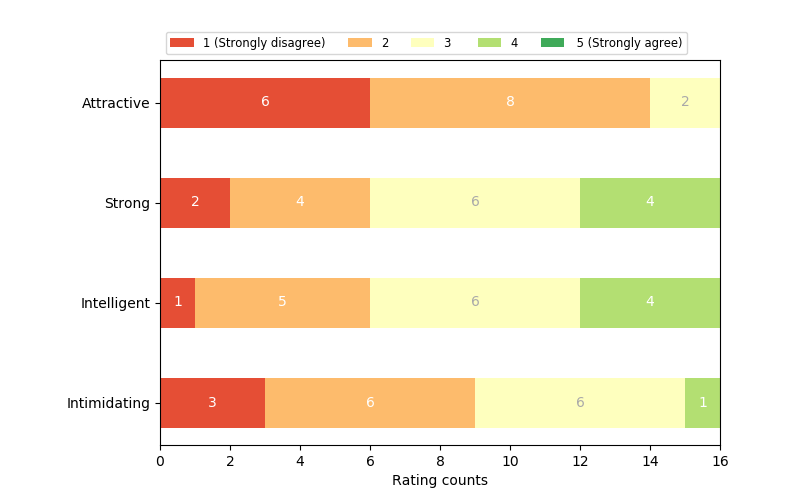 1 (Strongly disagree) 2 3 4 5 (Strongly agree)
Attractive 6 8 2
Strong 2 4 6 4
Intelligent 1 5 6 4
Intimidating 3 6 6 1
0 2 4 6 8 10 12 14 16
Rating counts